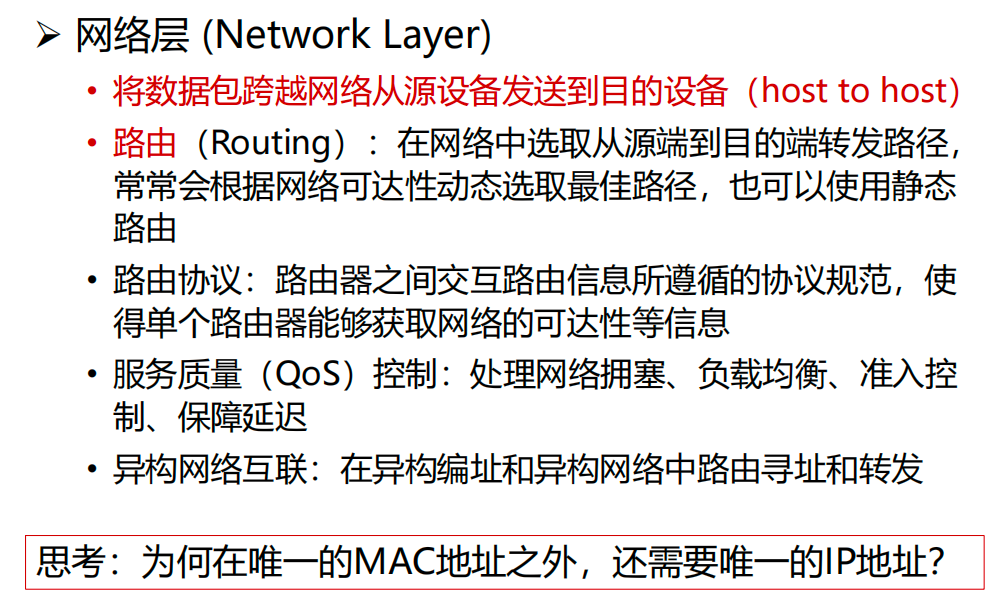 ➢ 网络层 (Network Layer)
• 将数据包跨越网络从源设备发送到目的设备（host to host）
• 路由（Routing）：在网络中选取从源端到目的端转发路径，
常常会根据网络可达性动态选取最佳路径，也可以使用静态
路由
• 路由协议：路由器之间交互路由信息所遵循的协议规范，使
得单个路由器能够获取网络的可达性等信息
• 服务质量（QoS）控制：处理网络拥塞、负载均衡、准入控
制、保障延迟
• 异构网络互联：在异构编址和异构网络中路由寻址和转发
思考：为何在唯一的MAC地址之外，还需要唯一的IP地址？